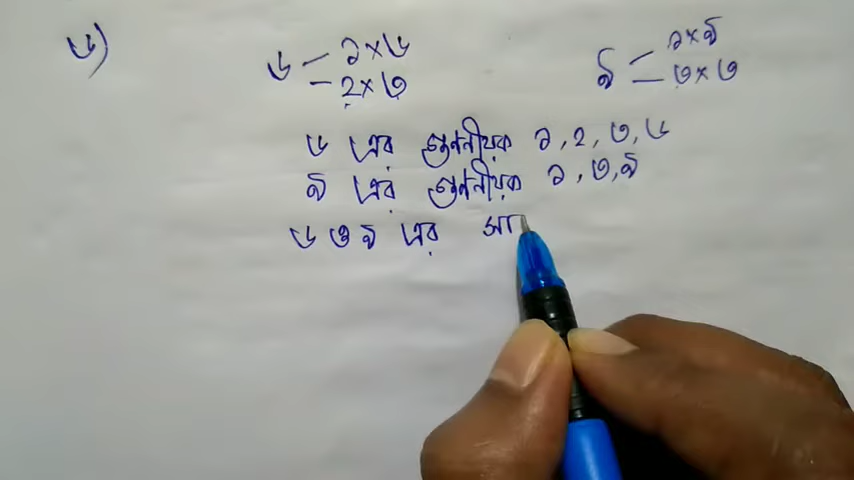 ৬)
৬ — ১×৬
— ২×৩
৯ — ১×৯
— ৩×৩
৬ এর গুণনীয়ক ১, ২, ৩, ৬
৯ এর গুণনীয়ক ১, ৩, ৯
৬ ও ৯ এর সা